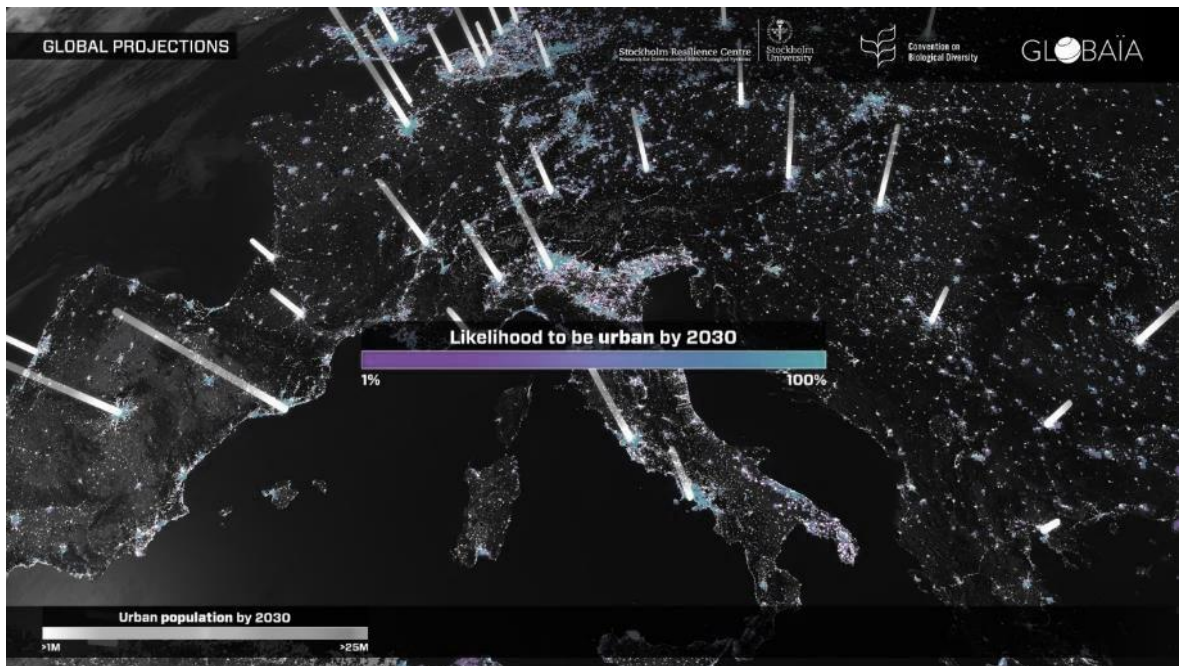 GLOBAL PROJECTIONS
Stockholm Resilience Centre
Stockholm
University
Convention on
Biological Diversity
GLOBAÏA
Likelihood to be urban by 2030
1%
100%
Urban population by 2030
>1M
>25M